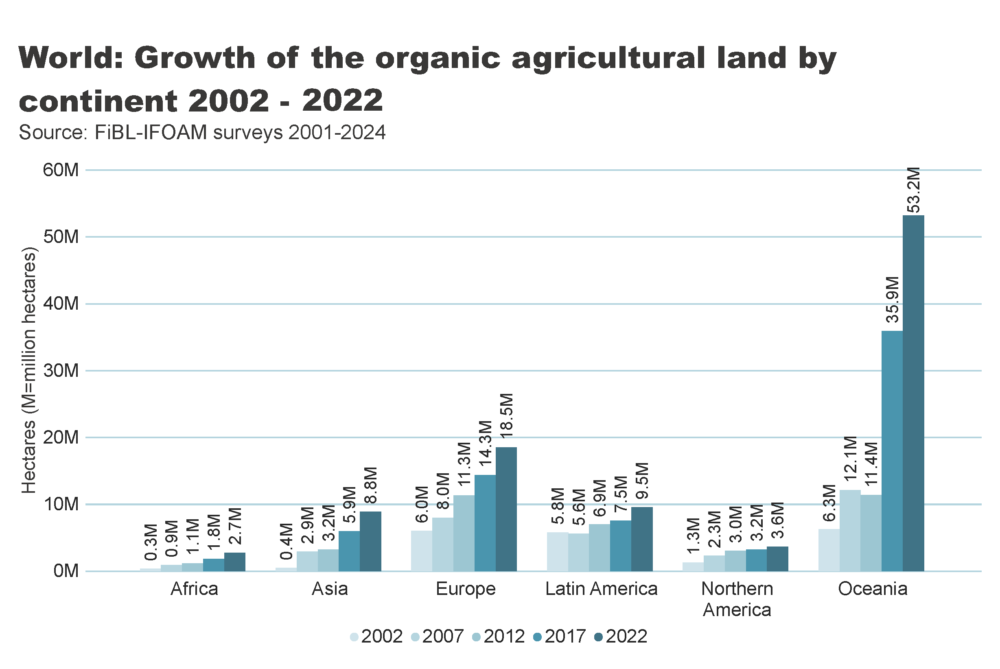 World: Growth of the organic agricultural land by
continent 2002 - 2022
Source: FiBL-IFOAM surveys 2001-2024
Hectares (M=million hectares)
60M
50M
40M
30M
20M
10M
0M
0.3M
0.9M
1.1M
1.8M
2.7M
0.4M
2.9M
3.2M
5.9M
8.8M
6.0M
8.0M
11.3M
14.3M
18.5M
5.8M
5.6M
6.9M
7.5M
9.5M
1.3M
2.3M
3.0M
3.2M
3.6M
6.3M
12.1M
11.4M
35.9M
53.2M
Africa
Asia
Europe
Latin America
Northern
America
Oceania
2002 2007 2012 2017 2022